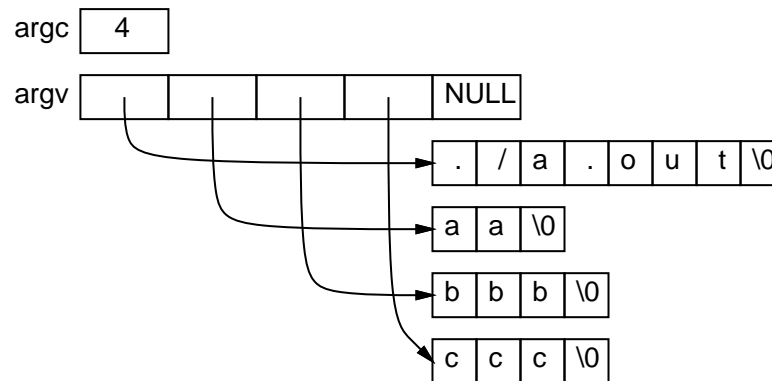 argc 4
argv NULL
. / a . o u t \0
a a \0
b b b \0
c c c \0